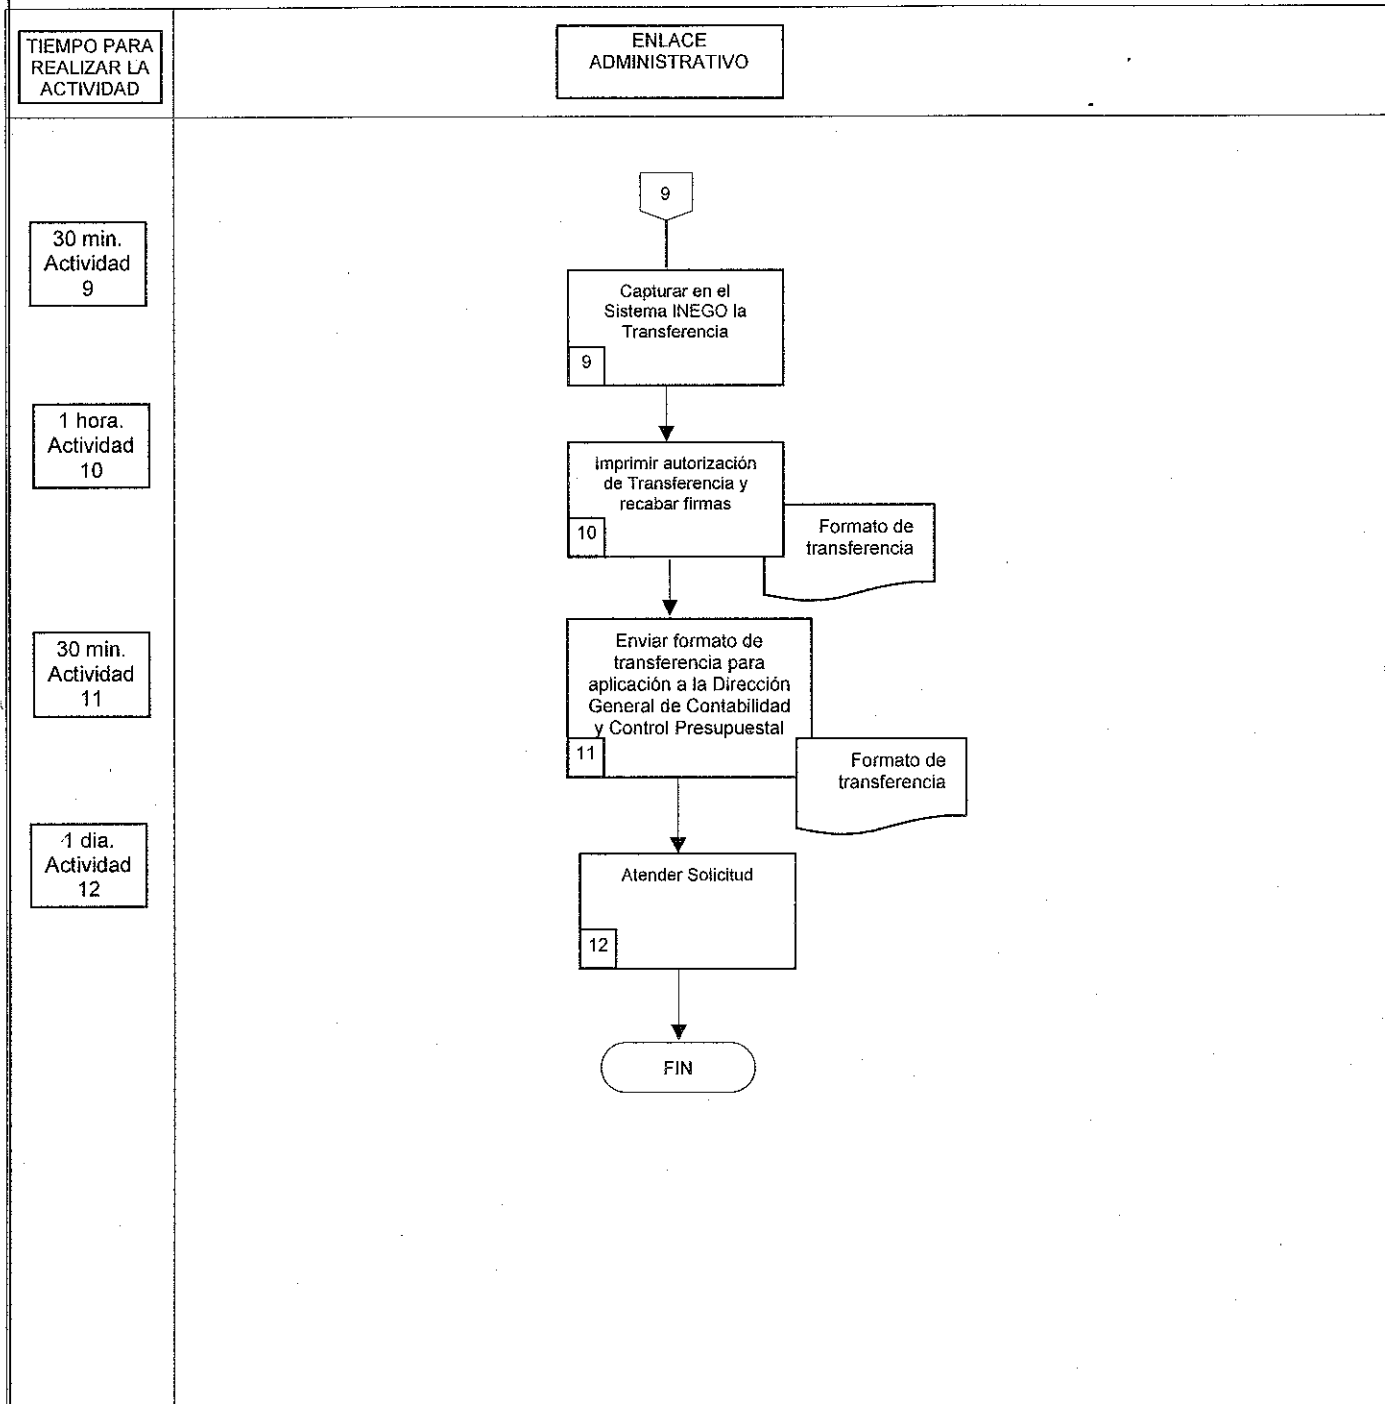 TIEMPO PARA
REALIZAR LA
ACTIVIDAD
ENLACE
ADMINISTRATIVO
9
30 min.
Actividad
9
Capturar en el
Sistema INEGO la
Transferencia
9
1 hora.
Actividad
10
Imprimir autorización
de Transferencia y
recabar firmas
10
Formato de
transferencia
30 min.
Actividad
11
Enviar formato de
transferencia para
aplicación a la Dirección
General de Contabilidad
y Control Presupuestal
11
Formato de
transferencia
1 dia.
Actividad
12
Atender Solicitud
12
FIN